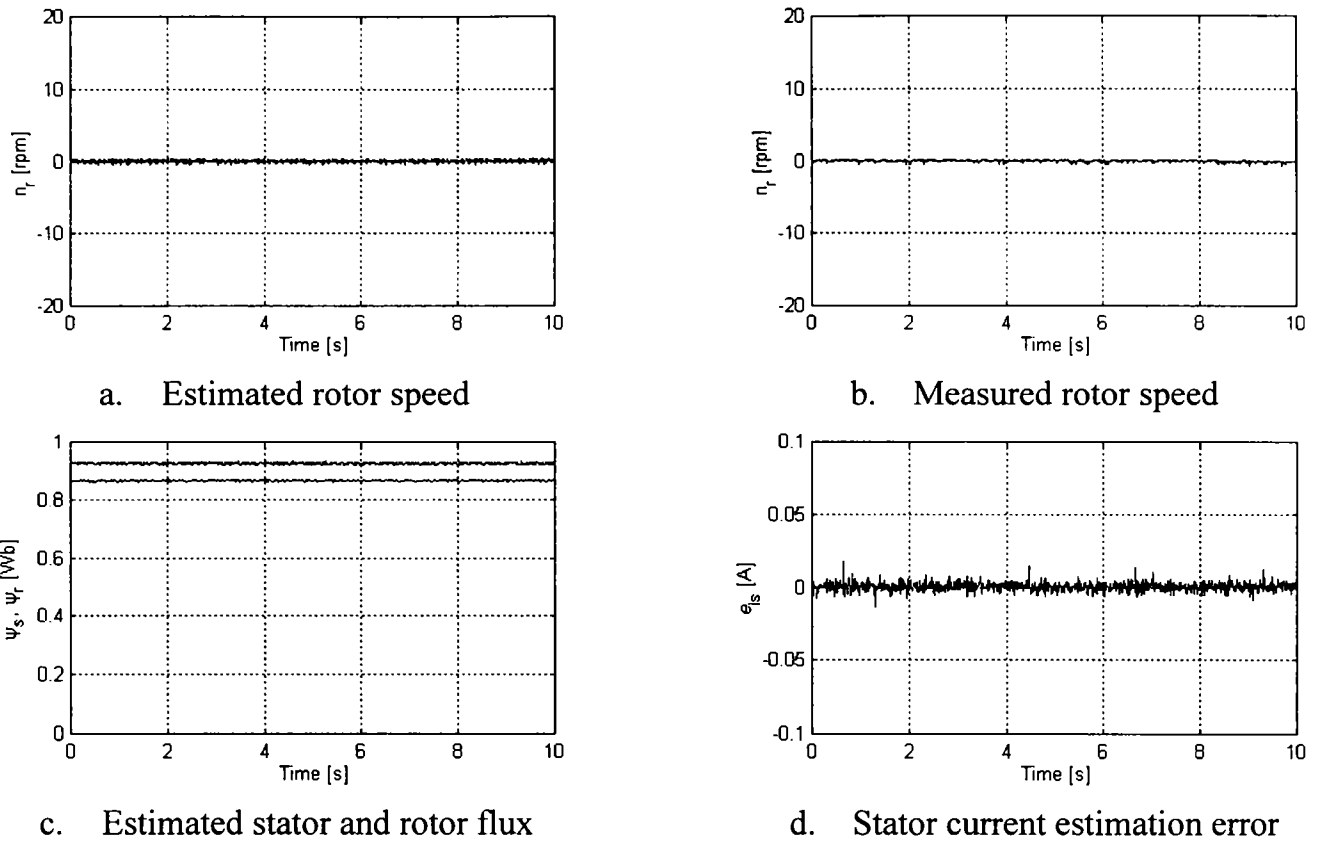 20
10
0
-10
-20
n_r [rpm]
0 2 4 6 8 10
Time [s]
a. Estimated rotor speed
20
10
0
-10
-20
n_r [rpm]
0 2 4 6 8 10
Time [s]
b. Measured rotor speed
1
0.8
0.6
0.4
0.2
0
ψ_s, ψ_r [Wb]
0 2 4 6 8 10
Time [s]
c. Estimated stator and rotor flux
0.1
0.05
0
-0.05
-0.1
e_is [A]
0 2 4 6 8 10
Time [s]
d. Stator current estimation error